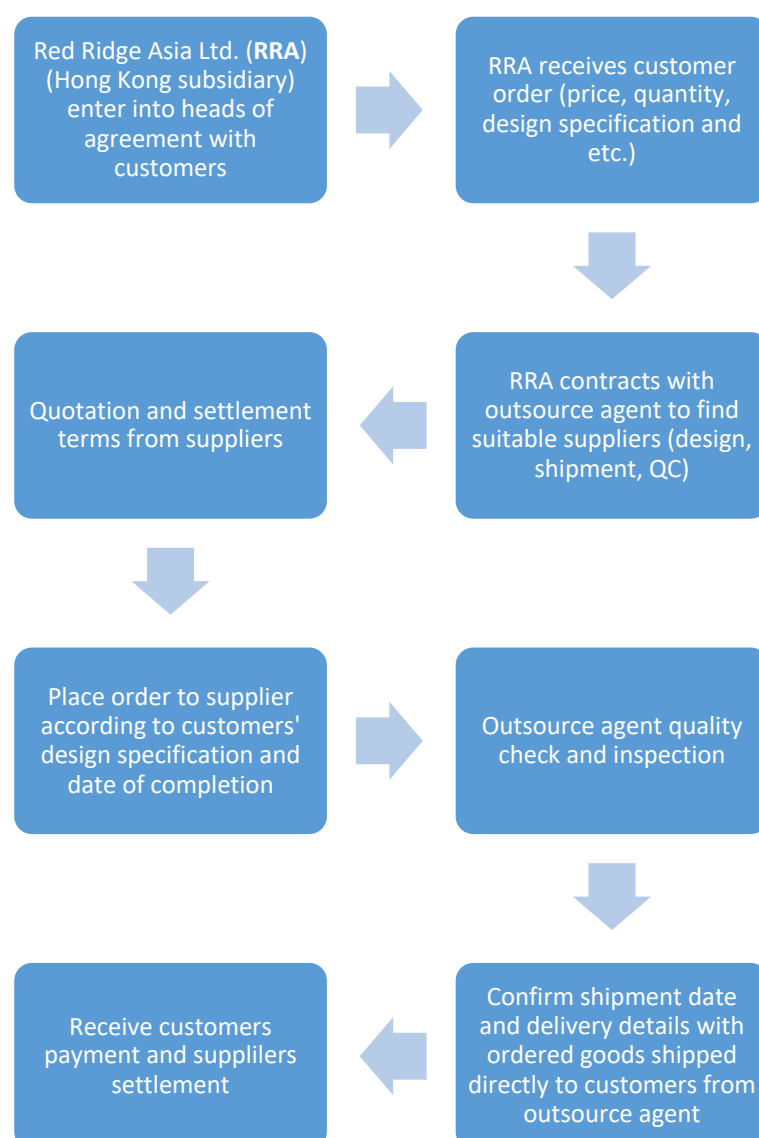 Red Ridge Asia Ltd. (RRA)
(Hong Kong subsidiary)
enter into heads of
agreement with
customers
RRA receives customer
order (price, quantity,
design specification and
etc.)
RRA contracts with
outsource agent to find
suitable suppliers (design,
shipment, QC)
Quotation and settlement
terms from suppliers
Place order to supplier
according to customers'
design specification and
date of completion
Outsource agent quality
check and inspection
Confirm shipment date
and delivery details with
ordered goods shipped
directly to customers from
outsource agent
Receive customers
payment and supplilers
settlement